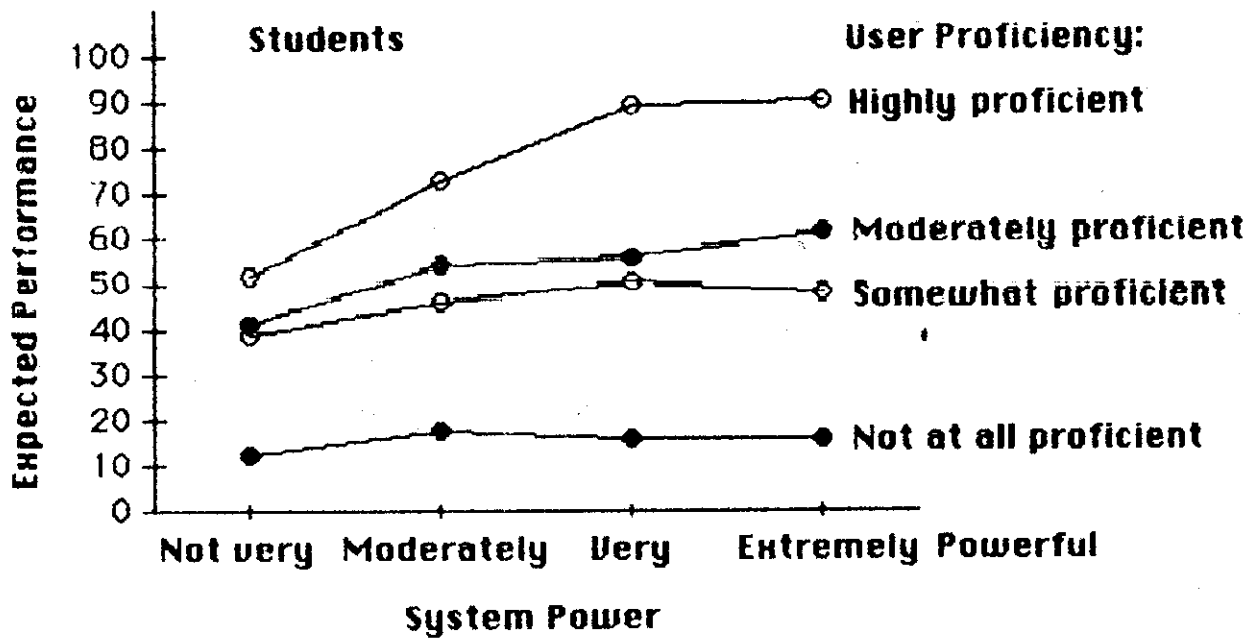 Students
User Proficiency:
Expected Performance
100
90
80
70
60
50
40
30
20
10
0
Highly proficient
Moderately proficient
Somewhat proficient
Not at all proficient
Not very Moderately Very Extremely Powerful
System Power